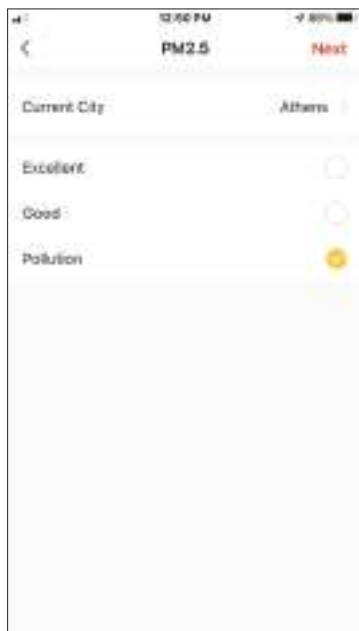 12:50 PM
PM2.5
Next
Current City
Athens
Excellent
Good
Pollution